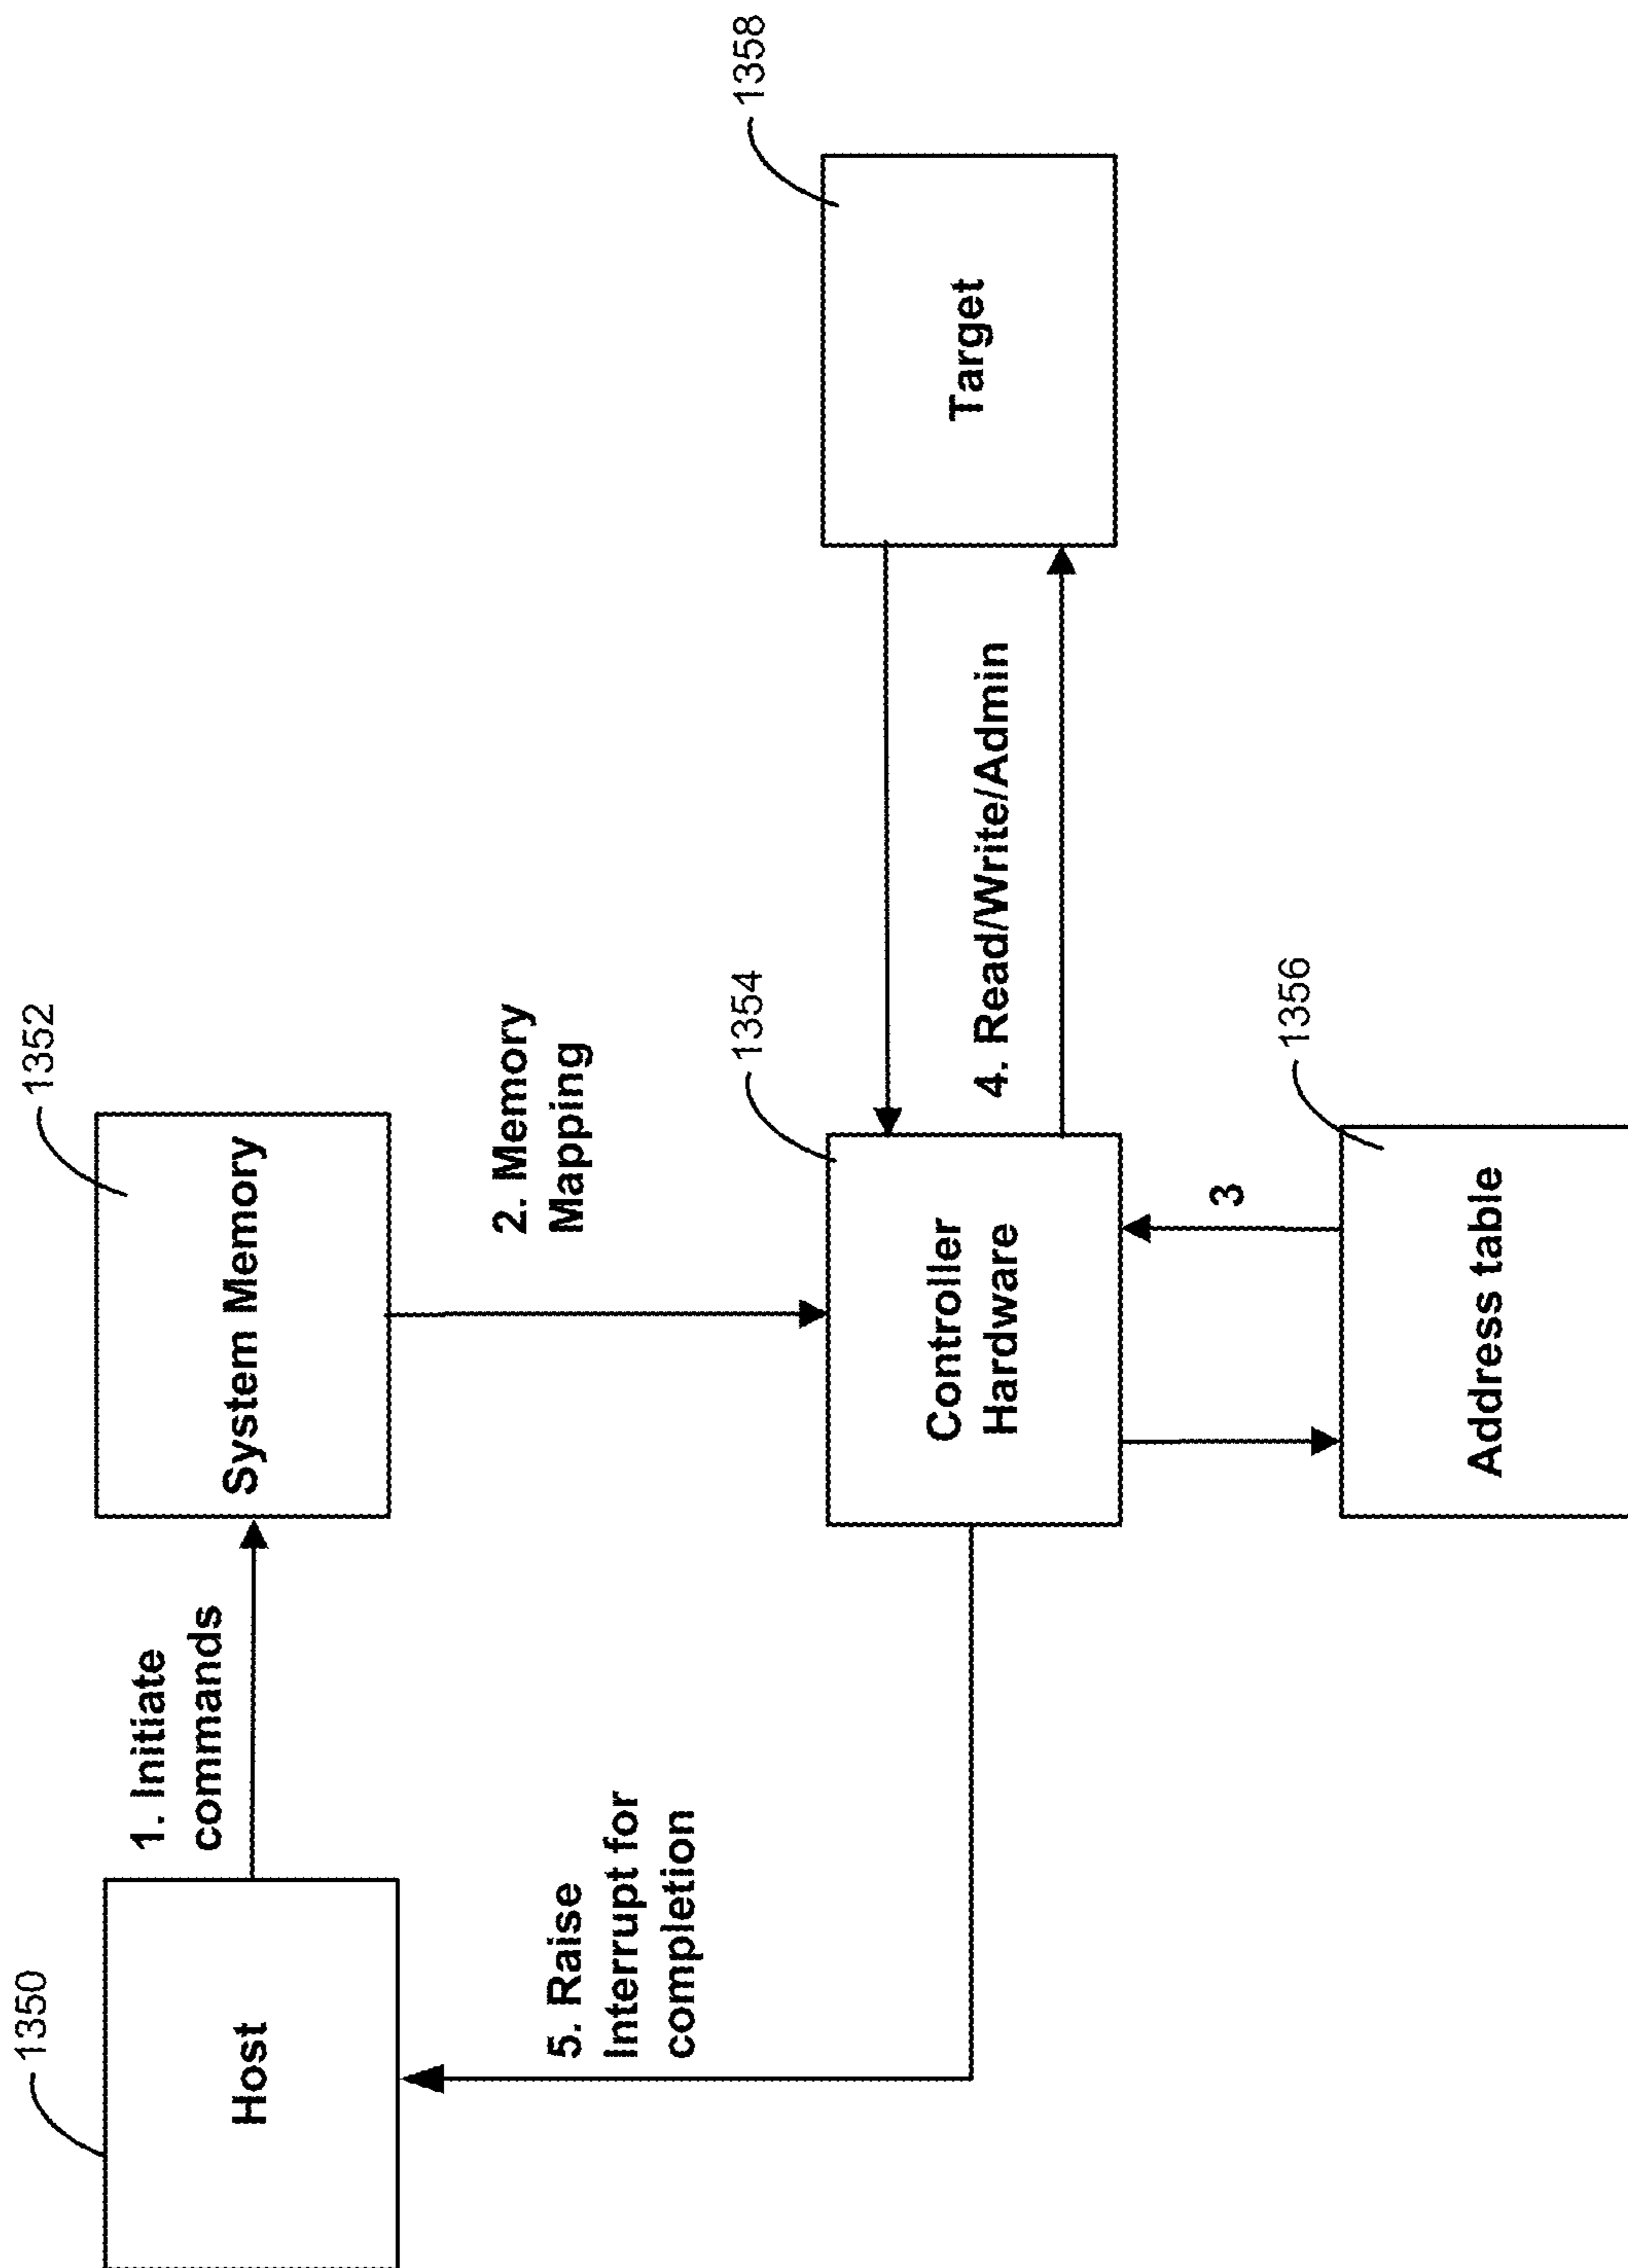 1350
Host
1. Initiate
commands
1352
System Memory
2. Memory
Mapping
5. Raise
Interrupt for
completion
1354
Controller
Hardware
4. Read/Write/Admin
1358
Target
3
1356
Address table